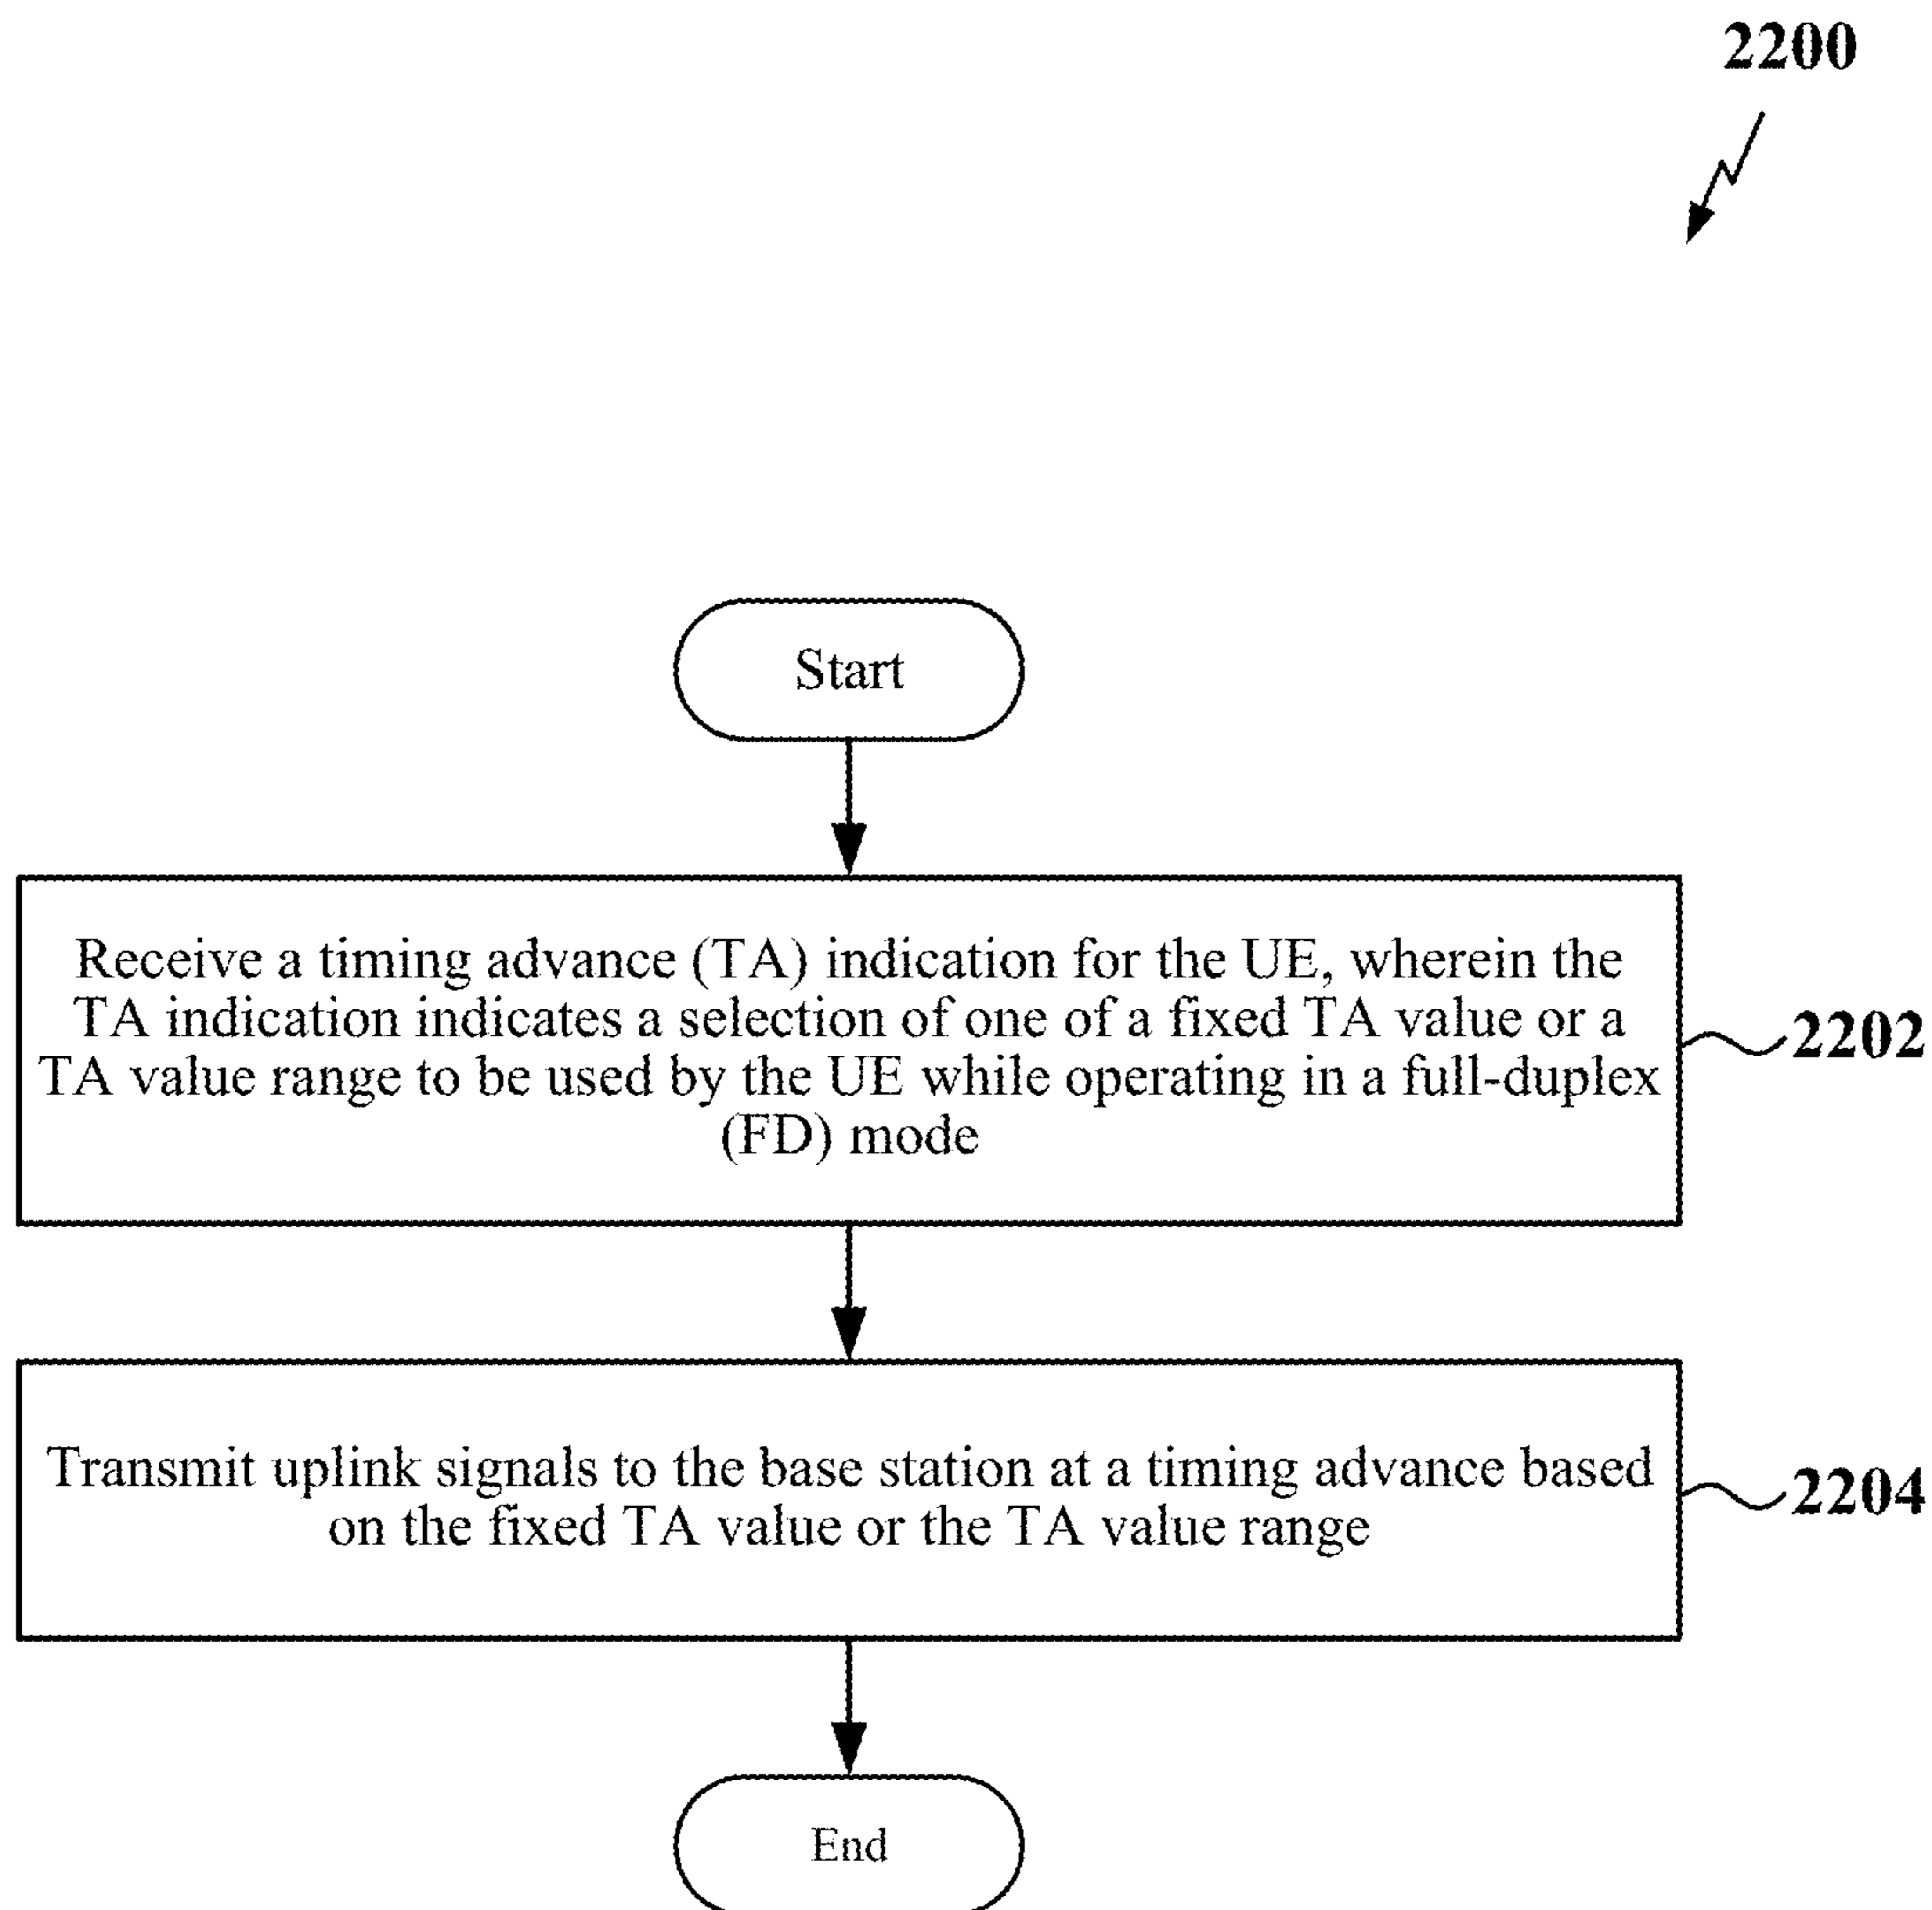 2200
Start
Receive a timing advance (TA) indication for the UE, wherein the
TA indication indicates a selection of one of a fixed TA value or a
TA value range to be used by the UE while operating in a full-duplex
(FD) mode
2202
Transmit uplink signals to the base station at a timing advance based
on the fixed TA value or the TA value range
2204
End